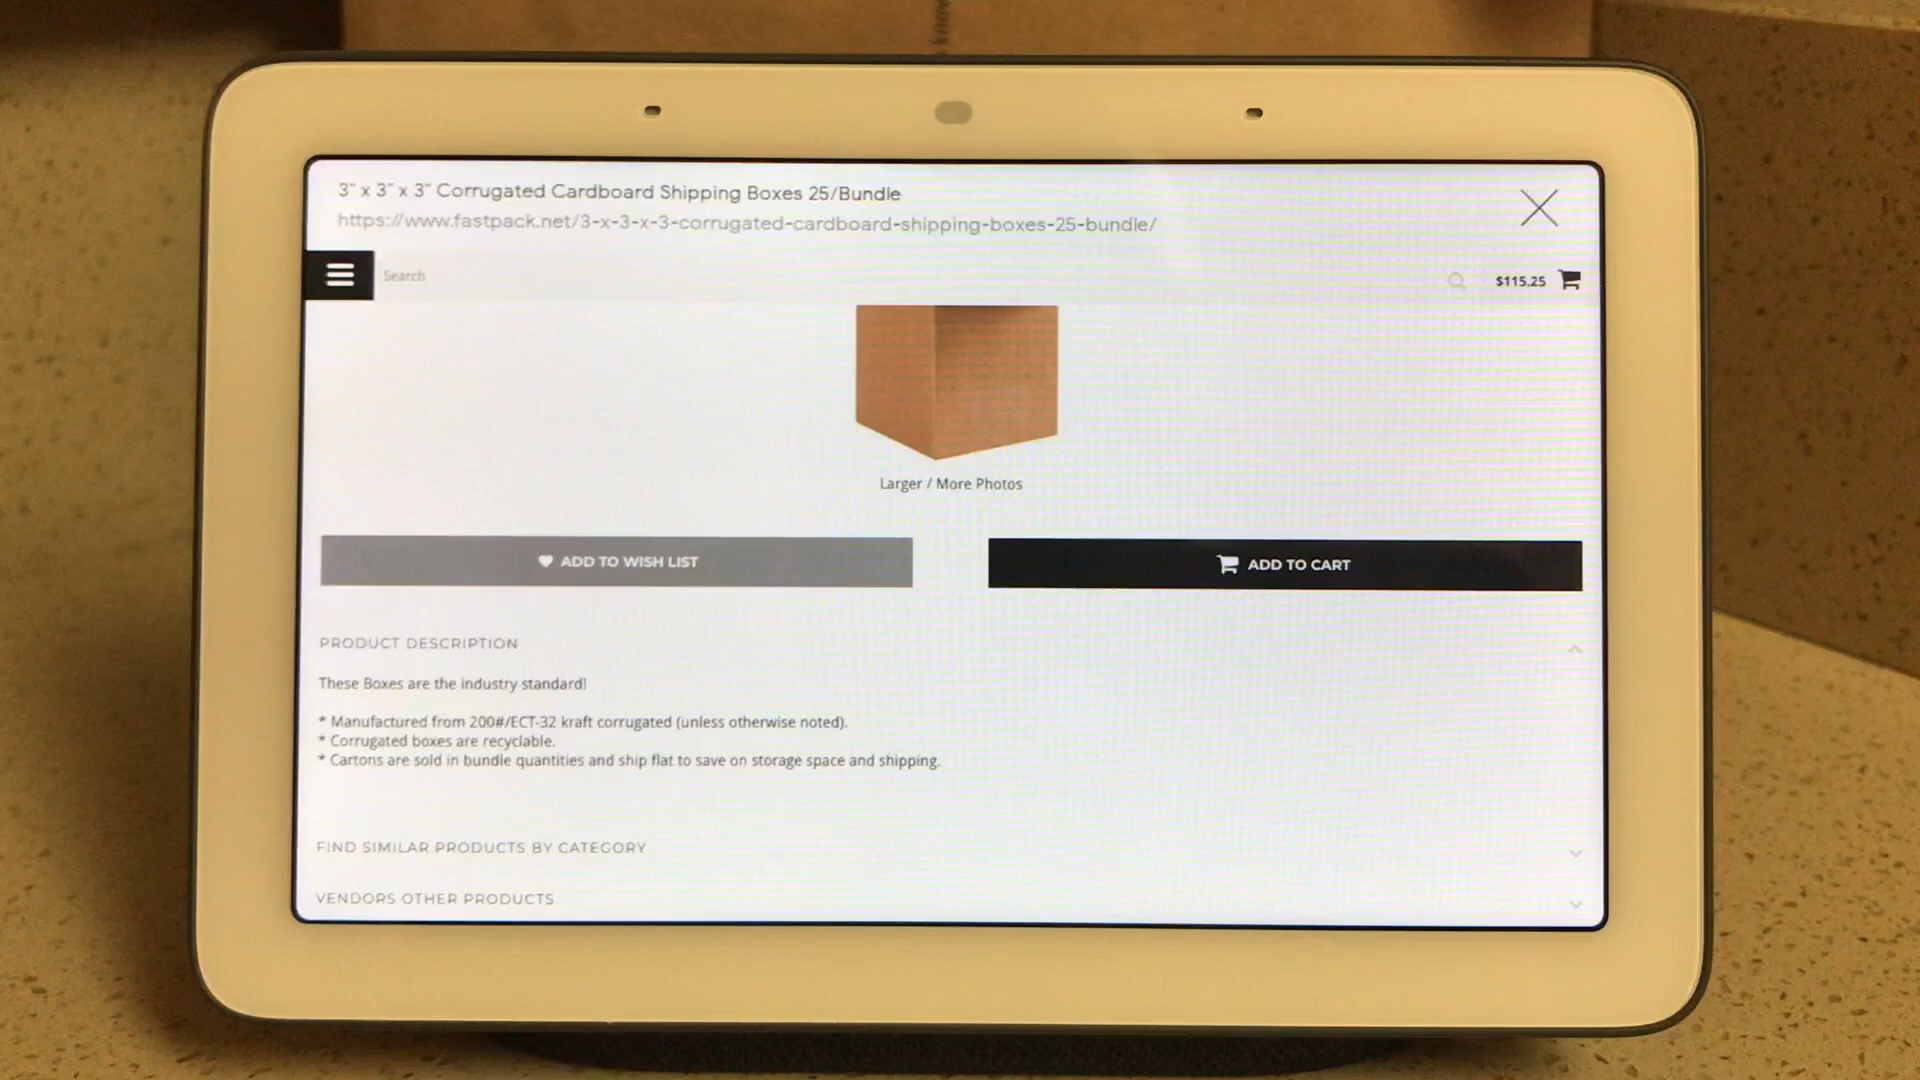 3" x 3" x 3" Corrugated Cardboard Shipping Boxes 25/Bundle
https://www.fastpack.net/3-x-3-x-3-corrugated-cardboard-shipping-boxes-25-bundle/
Search
$115.25
Larger / More Photos
ADD TO WISH LIST
ADD TO CART
PRODUCT DESCRIPTION
These Boxes are the industry standard!
* Manufactured from 200#/ECT-32 kraft corrugated (unless otherwise noted).
* Corrugated boxes are recyclable.
* Cartons are sold in bundle quantities and ship flat to save on storage space and shipping.
FIND SIMILAR PRODUCTS BY CATEGORY
VENDORS OTHER PRODUCTS